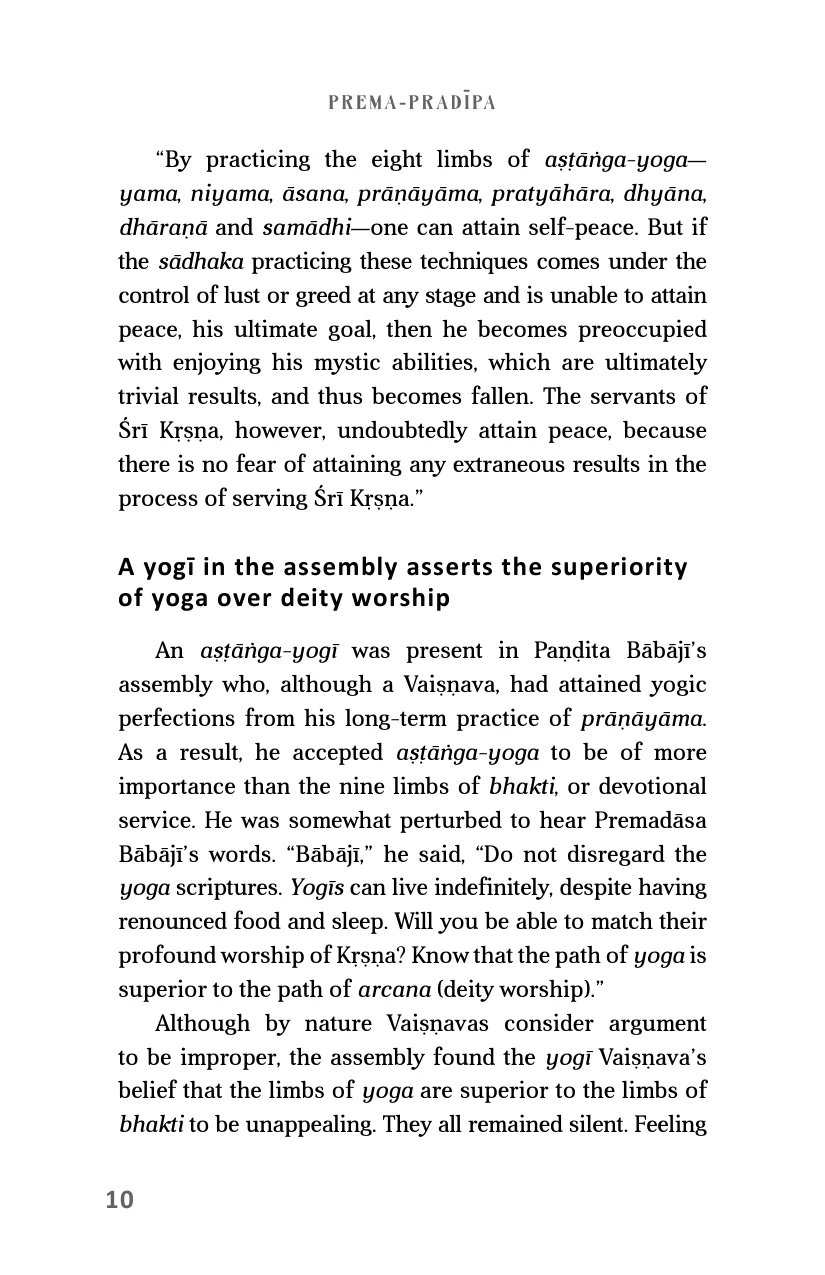 PREMA-PRADĪPA
“By practicing the eight limbs of aṣṭāṅga-yoga—
yama, niyama, āsana, prāṇāyāma, pratyāhāra, dhyāna,
dhāraṇā and samādhi—one can attain self-peace. But if
the sādhaka practicing these techniques comes under the
control of lust or greed at any stage and is unable to attain
peace, his ultimate goal, then he becomes preoccupied
with enjoying his mystic abilities, which are ultimately
trivial results, and thus becomes fallen. The servants of
Śrī Kṛṣṇa, however, undoubtedly attain peace, because
there is no fear of attaining any extraneous results in the
process of serving Śrī Kṛṣṇa.”
A yogī in the assembly asserts the superiority
of yoga over deity worship
An aṣṭāṅga-yogī was present in Paṇḍita Bābājī’s
assembly who, although a Vaiṣṇava, had attained yogic
perfections from his long-term practice of prāṇāyāma.
As a result, he accepted aṣṭāṅga-yoga to be of more
importance than the nine limbs of bhakti, or devotional
service. He was somewhat perturbed to hear Premadāsa
Bābājī’s words. “Bābājī,” he said, “Do not disregard the
yoga scriptures. Yogīs can live indefinitely, despite having
renounced food and sleep. Will you be able to match their
profound worship of Kṛṣṇa? Know that the path of yoga is
superior to the path of arcana (deity worship).”
Although by nature Vaiṣṇavas consider argument
to be improper, the assembly found the yogī Vaiṣṇava’s
belief that the limbs of yoga are superior to the limbs of
bhakti to be unappealing. They all remained silent. Feeling
10